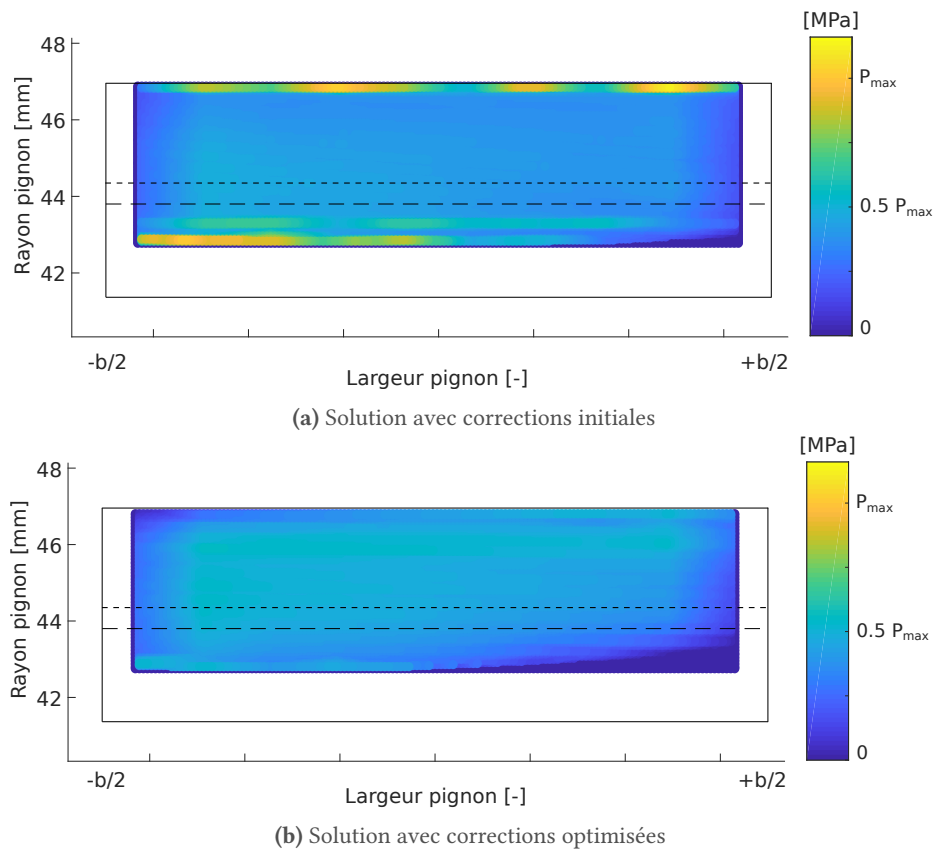 [MPa]
48
46
44
42
Rayon pignon [mm]
P_max
0.5 P_max
0
-b/2
+b/2
Largeur pignon [-]
(a) Solution avec corrections initiales
[MPa]
48
46
44
42
Rayon pignon [mm]
P_max
0.5 P_max
0
-b/2
+b/2
Largeur pignon [-]
(b) Solution avec corrections optimisées